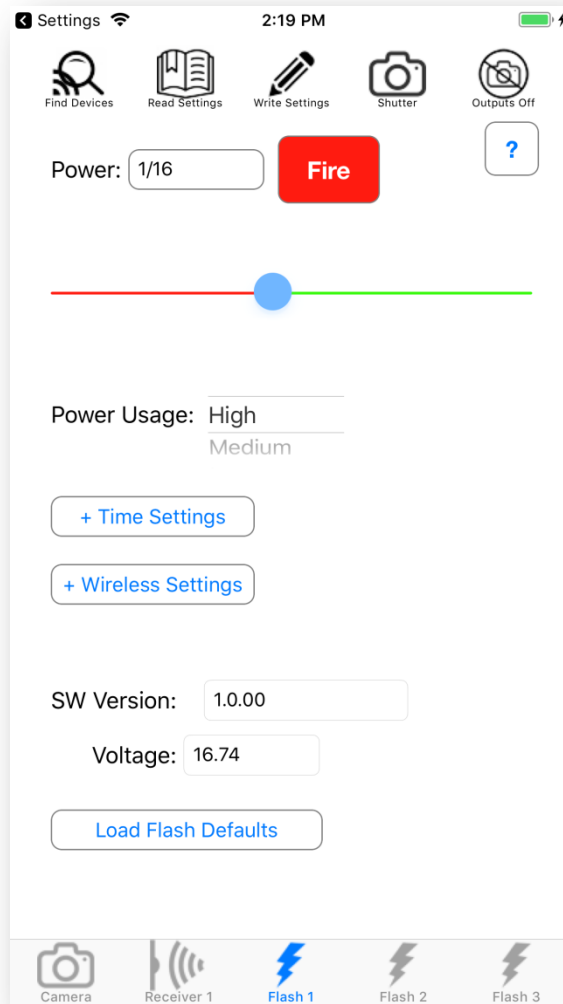 Settings 2:19 PM
Find Devices Read Settings Write Settings Shutter Outputs Off
Power: 1/16 Fire ?
Power Usage: High
Medium
+ Time Settings
+ Wireless Settings
SW Version: 1.0.00
Voltage: 16.74
Load Flash Defaults
Camera Receiver 1 Flash 1 Flash 2 Flash 3